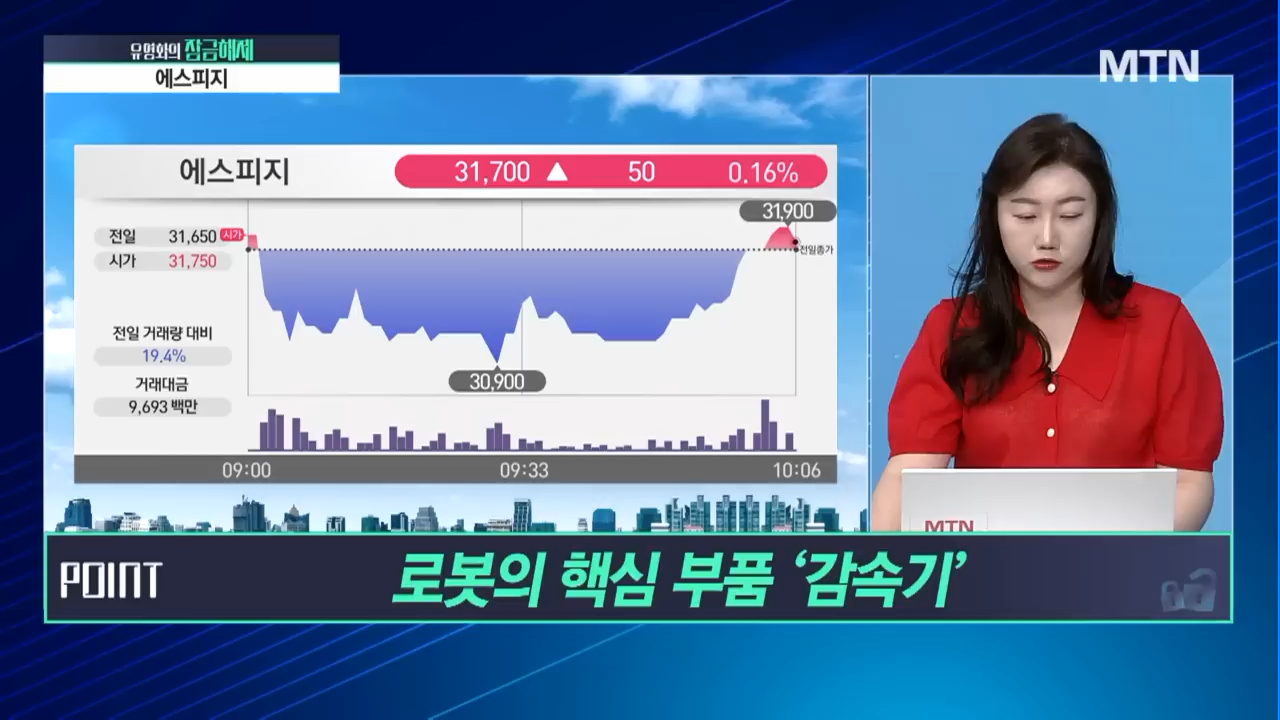 유명화의 잠금해제
에스피지
MTN
에스피지 31,700 ▲ 50 0.16%
31,900
전일 31,650 시가
전일종가
시가 31,750
전일 거래량 대비
19.4%
30,900
거래대금
9,693 백만
09:00 09:33 10:06
MTN
POINT 로봇의 핵심 부품 ‘감속기’